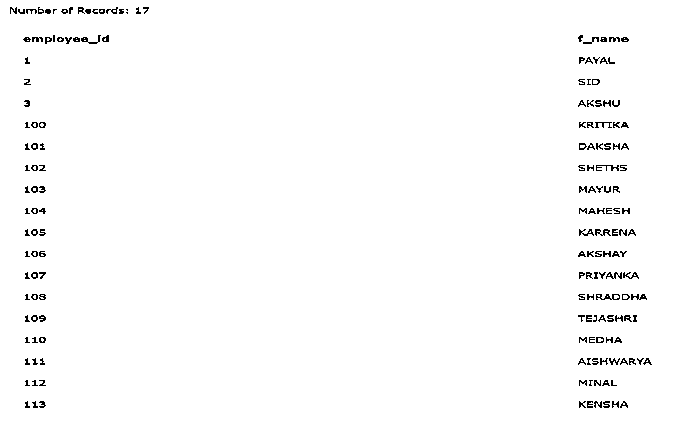 Number of Records: 17
employee_id f_name
1 PAYAL
2 SID
3 AKSHU
100 KRITIKA
101 DAKSHA
102 SHETHS
103 MAYUR
104 MAHESH
105 KARRENA
106 AKSHAY
107 PRIYANKA
108 SHRADDHA
109 TEJASHRI
110 MEDHA
111 AISHWARYA
112 MINAL
113 KENSHA